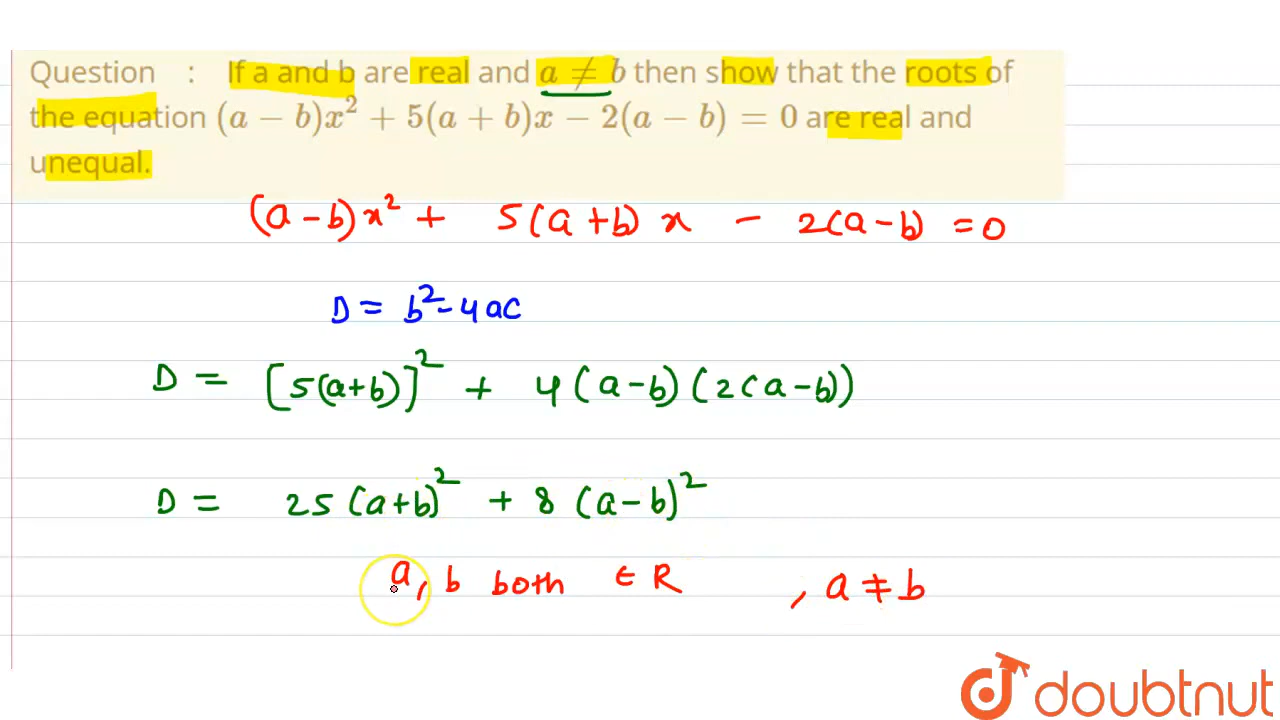 Question : If a and b are real and a ≠ b then show that the roots of
the equation (a − b)x² + 5(a + b)x − 2(a − b) = 0 are real and
unequal.
(a-b)x² + 5(a+b) x - 2(a-b) = 0
D = b²-4ac
D = [5(a+b)]² + 4(a-b)(2(a-b))
D = 25(a+b)² + 8(a-b)²
a, b both ∈ R , a ≠ b
doubtnut